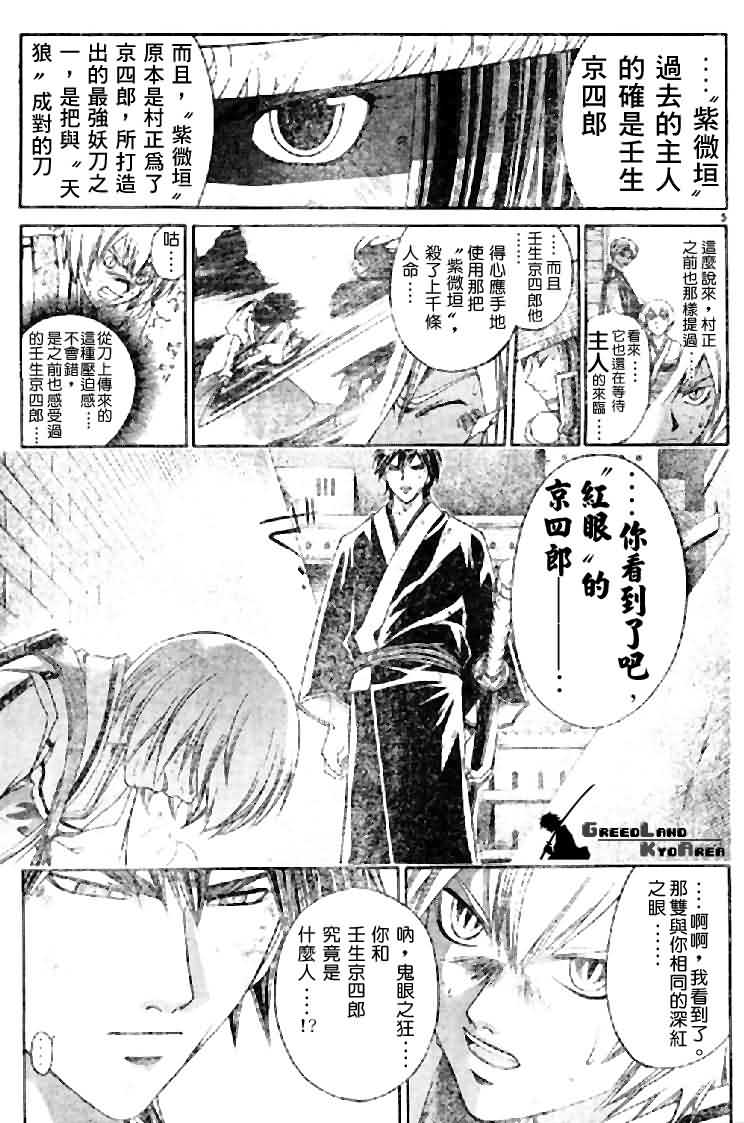 ‥‥〝紫微垣〞
過去的主人
的確是壬生
京四郎
而且，〝紫微垣〞
原本是村正為了
京四郎，所打造
出的最強妖刀之
一，是把與〝天
狼〞成對的刀
5
這麼說來，村正
之前也那樣提過……
看來……
它也還在等待
主人的來臨……
……而且
壬生京四郎他……
得心應手地
使用那把
〝紫微垣〞，
殺了上千條
人命……
咕……
從刀上傳來的
這種壓迫感……
不會錯，
是之前也感受過
的壬生京四郎……
‥‥你看到了吧，
〝紅眼〞的
京四郎——‥
GreedLand
KyoArea
……啊啊，我看到了。
那雙與你相同的深紅
之眼……
吶，鬼眼之狂……
你和
壬生京四郎
究竟是
什麼人……!?
……